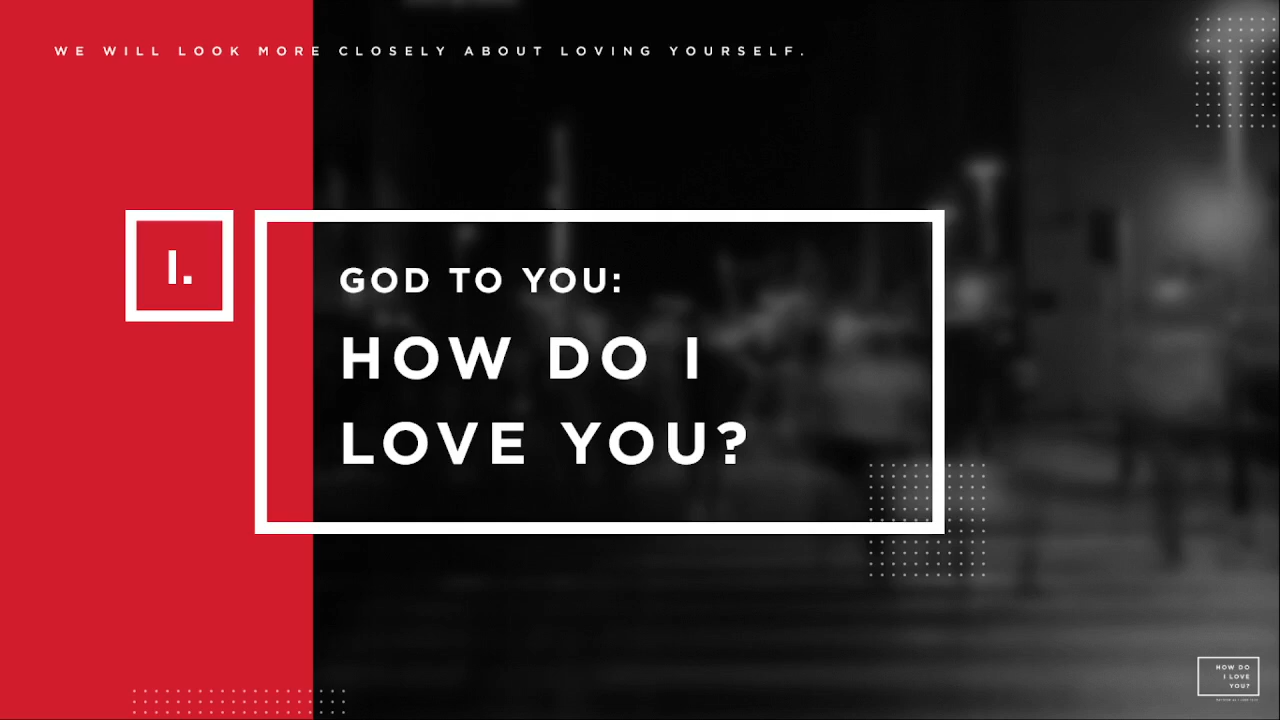 WE WILL LOOK MORE CLOSELY ABOUT LOVING YOURSELF.
I.
GOD TO YOU:
HOW DO I
LOVE YOU?
HOW DO
I LOVE
YOU?